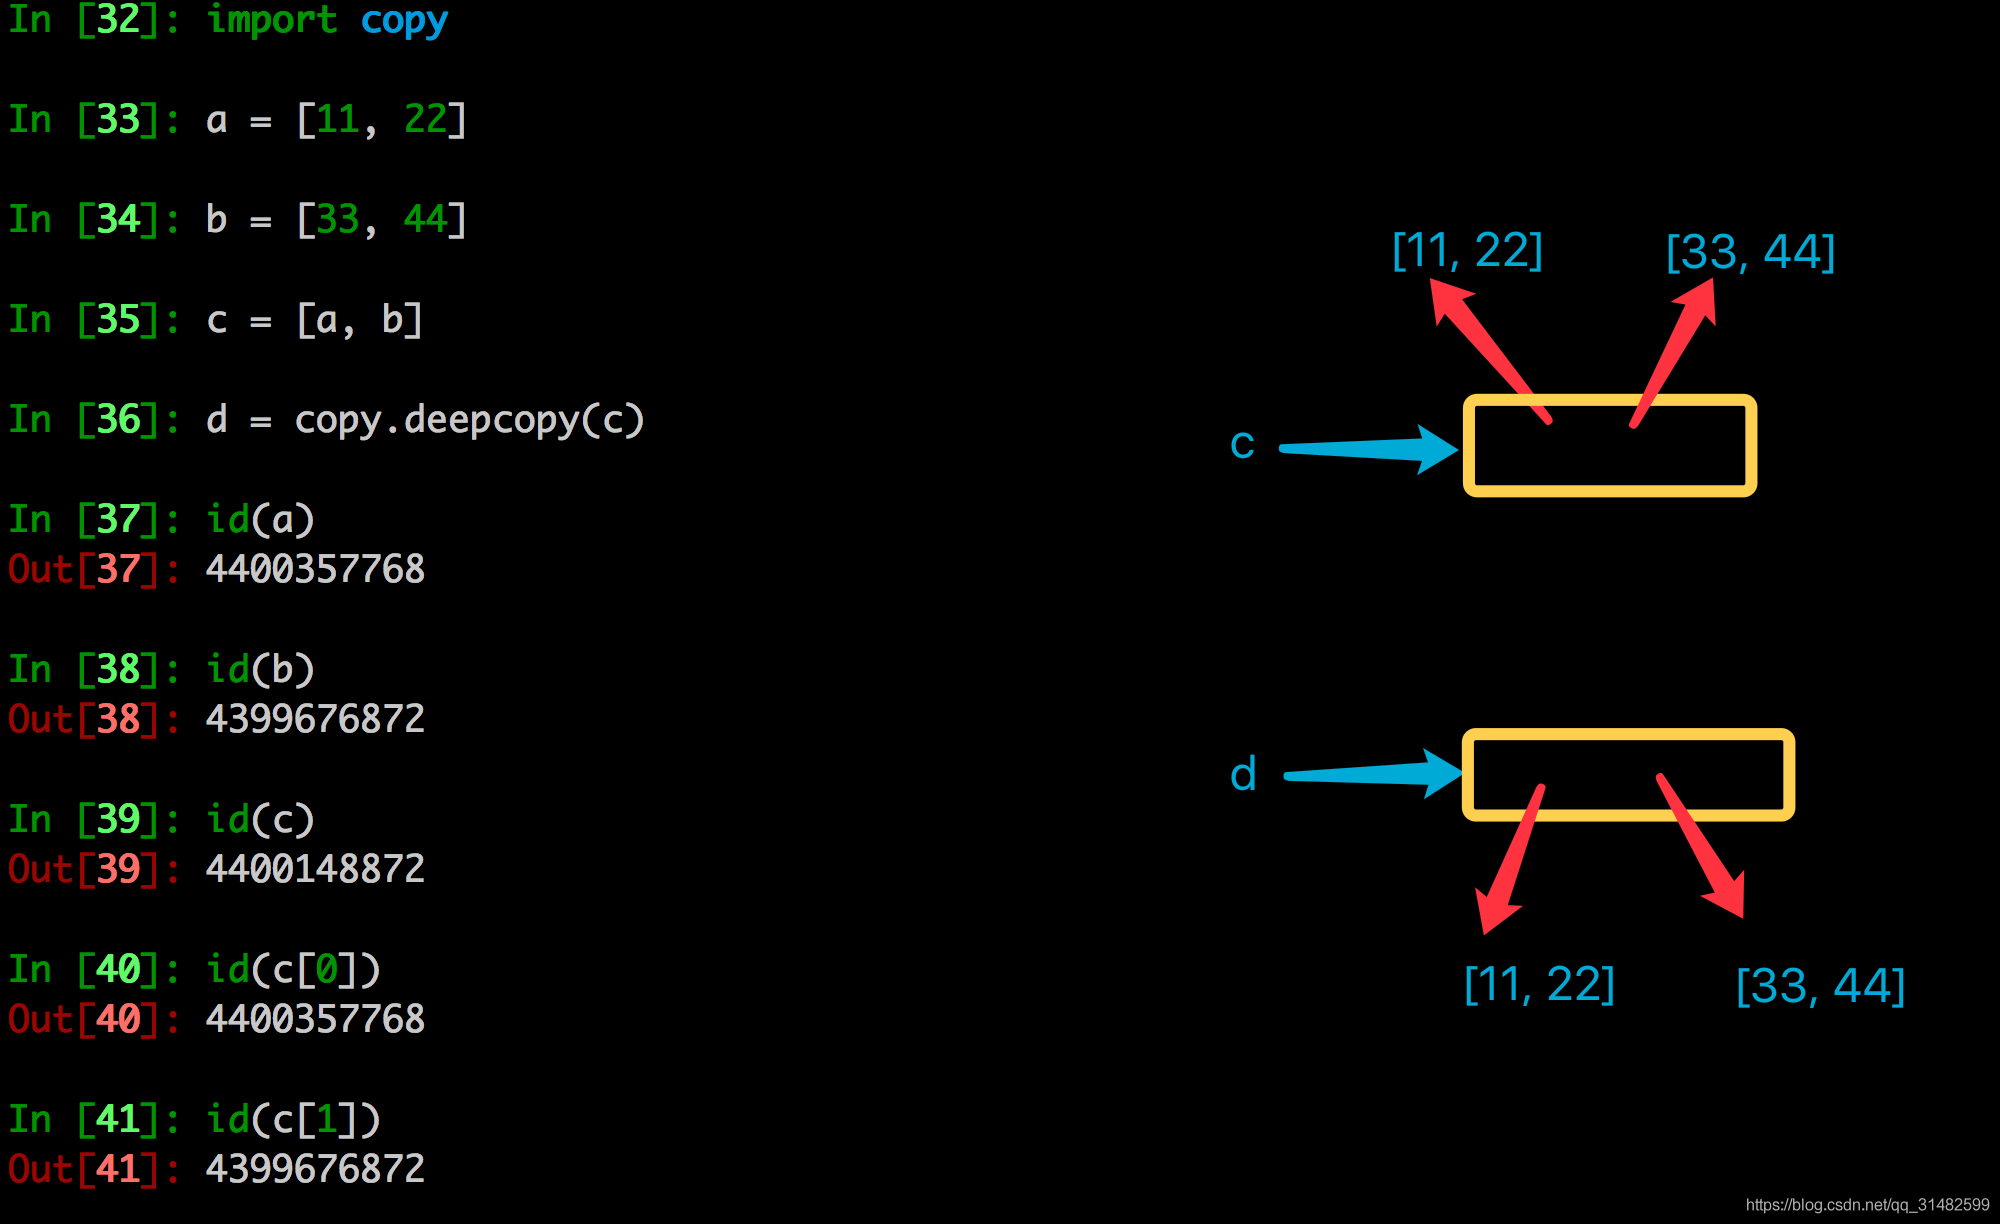 In [32]: import copy
In [33]: a = [11, 22]
In [34]: b = [33, 44]
In [35]: c = [a, b]
In [36]: d = copy.deepcopy(c)
In [37]: id(a)
Out[37]: 4400357768
In [38]: id(b)
Out[38]: 4399676872
In [39]: id(c)
Out[39]: 4400148872
In [40]: id(c[0])
Out[40]: 4400357768
In [41]: id(c[1])
Out[41]: 4399676872
[11, 22] [33, 44]
c
d
[11, 22] [33, 44]
https://blog.csdn.net/qq_31482599